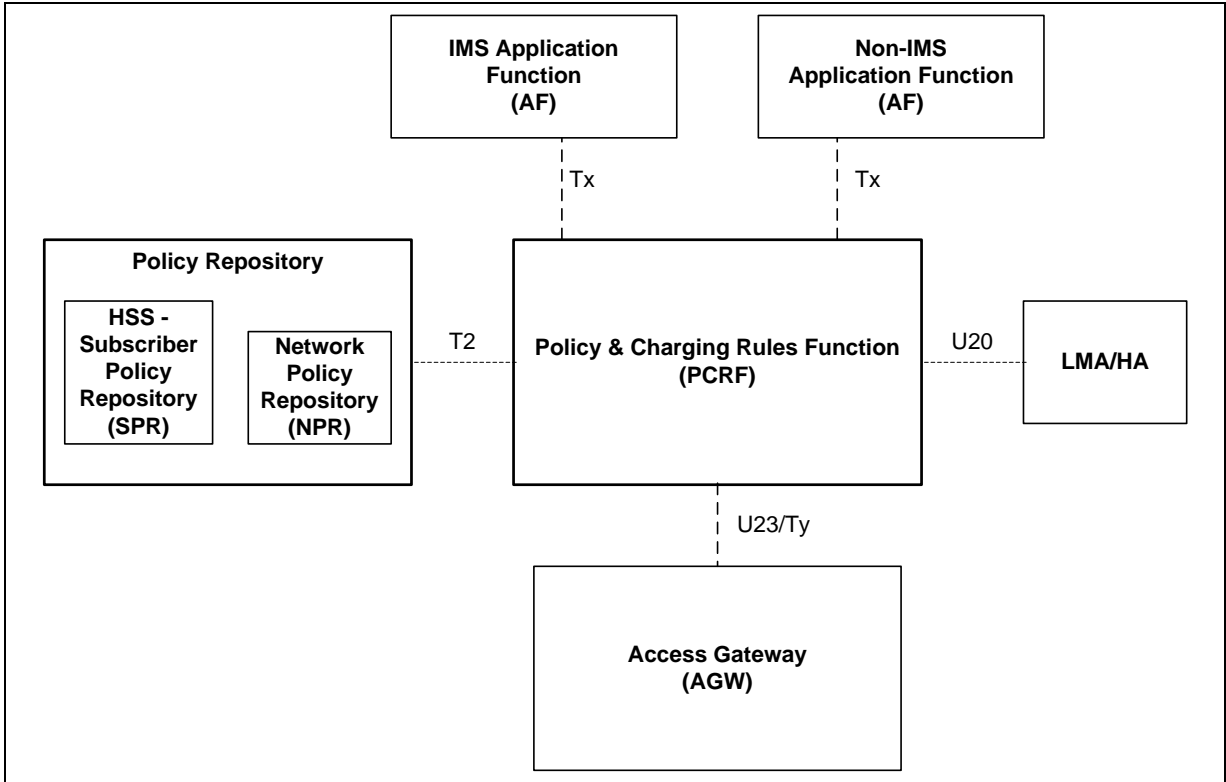 IMS Application
Function
(AF)
Non-IMS
Application Function
(AF)
Tx
Tx
Policy Repository
HSS -
Subscriber
Policy
Repository
(SPR)
Network
Policy
Repository
(NPR)
T2
Policy & Charging Rules Function
(PCRF)
U20
LMA/HA
U23/Ty
Access Gateway
(AGW)